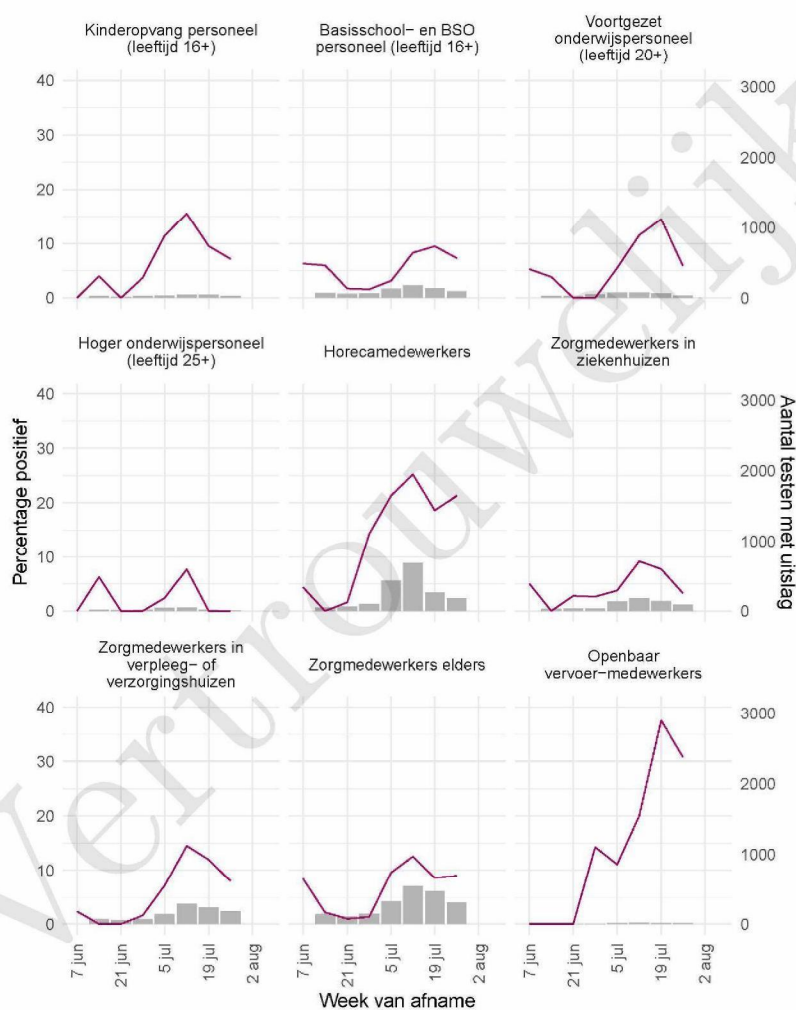 Kinderopvang personeel
(leeftijd 16+)
Basisschool− en BSO
personeel (leeftijd 16+)
Voortgezet
onderwijspersoneel
(leeftijd 20+)
40
30
20
10
0
3000
2000
1000
0
Hoger onderwijspersoneel
(leeftijd 25+)
Horecamedewerkers
Zorgmedewerkers in
ziekenhuizen
Percentage positief
40
30
20
10
0
3000
2000
1000
0
Aantal testen met uitslag
Zorgmedewerkers in
verpleeg− of
verzorgingshuizen
Zorgmedewerkers elders
Openbaar
vervoer−medewerkers
40
30
20
10
0
3000
2000
1000
0
7 jun
21 jun
5 jul
19 jul
2 aug
7 jun
21 jun
5 jul
19 jul
2 aug
7 jun
21 jun
5 jul
19 jul
2 aug
Week van afname
Vertrouwelijk